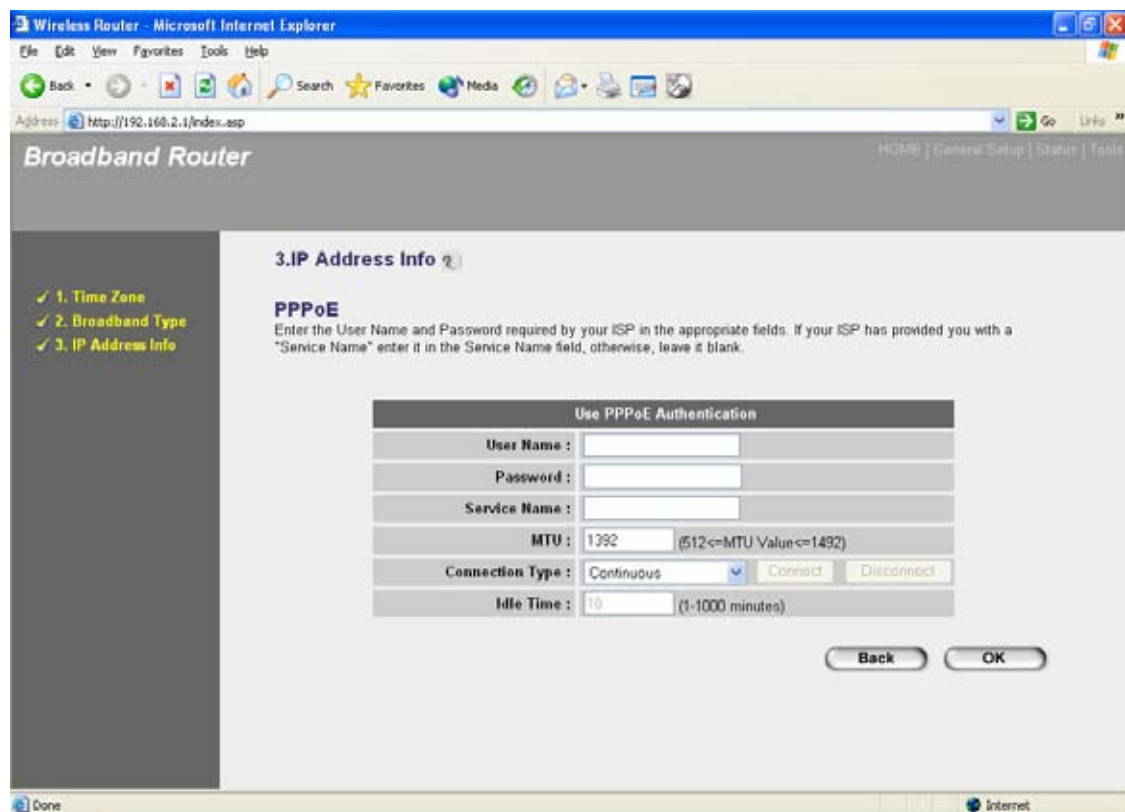 Wireless Router - Microsoft Internet Explorer
File Edit View Favorites Tools Help
Back Search Favorites Media
Address http://192.168.2.1/index.asp Go Links »
Broadband Router
HOME | General Setup | Status | Tools
3.IP Address Info
✓ 1. Time Zone
✓ 2. Broadband Type
✓ 3. IP Address Info
PPPoE
Enter the User Name and Password required by your ISP in the appropriate fields. If your ISP has provided you with a
"Service Name" enter it in the Service Name field, otherwise, leave it blank.
Use PPPoE Authentication
User Name :
Password :
Service Name :
MTU : 1392 (512<=MTU Value<=1492)
Connection Type : Continuous Connect Disconnect
Idle Time : 10 (1-1000 minutes)
Back OK
Done Internet